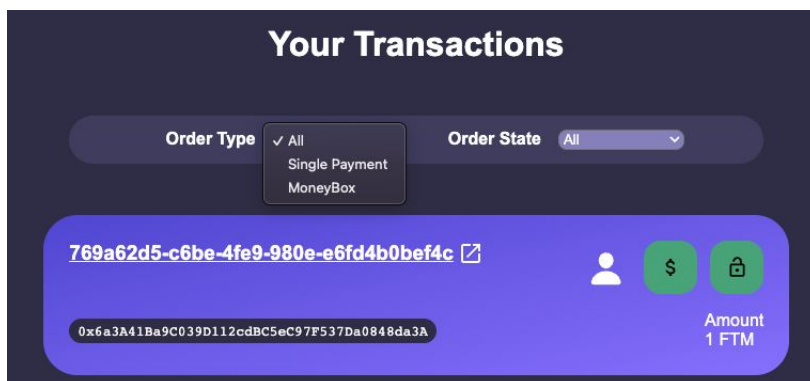 Your Transactions
Order Type
✓ All
Single Payment
MoneyBox
Order State
All
769a62d5-c6be-4fe9-980e-e6fd4b0bef4c
$
0x6a3A41Ba9C039D112cdBC5eC97F537Da0848da3A
Amount
1 FTM